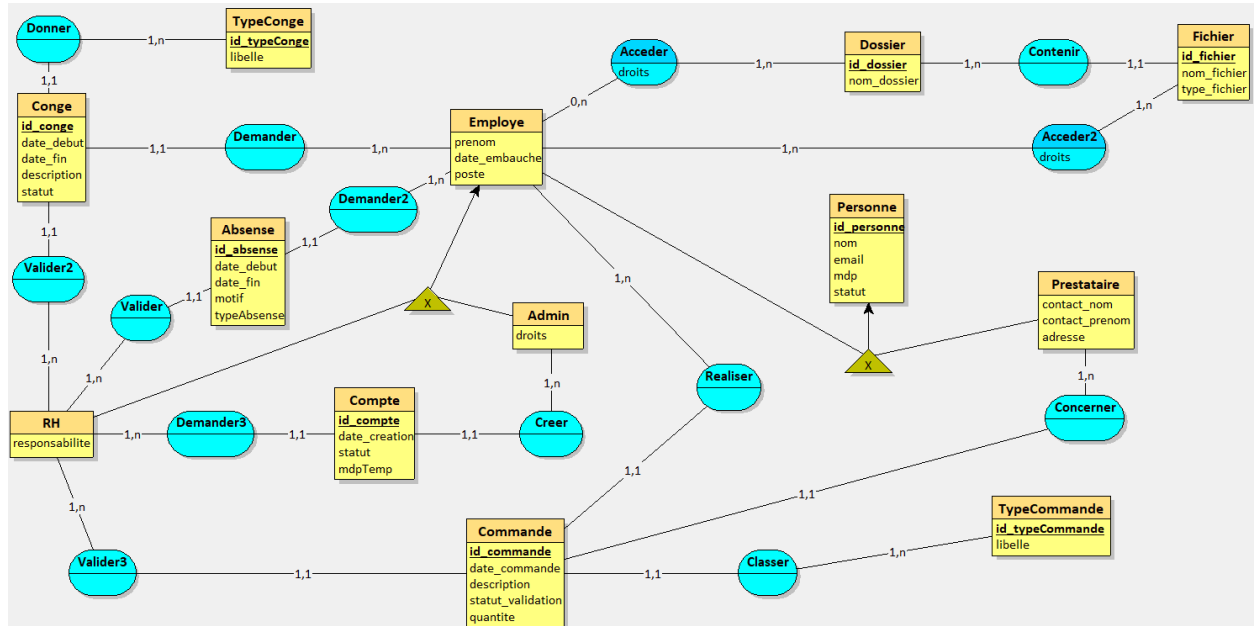 Donner
1,n
TypeConge
id_typeConge
libelle
1,1
Conge
id_conge
date_debut
date_fin
description
statut
1,1
Demander
1,n
Employe
prenom
date_embauche
poste
0,n
Acceder
droits
1,n
Dossier
id_dossier
nom_dossier
1,n
Contenir
1,1
Fichier
id_fichier
nom_fichier
type_fichier
1,n
Acceder2
droits
1,n
1,n
Demander2
1,1
Absense
id_absense
date_debut
date_fin
motif
typeAbsense
1,1
Valider2
1,n
1,1
Valider
1,n
X
Admin
droits
1,n
Personne
id_personne
nom
email
mdp
statut
X
Prestataire
contact_nom
contact_prenom
adresse
1,n
Concerner
1,1
1,n
Realiser
1,1
RH
responsabilite
1,n
Demander3
1,1
Compte
id_compte
date_creation
statut
mdpTemp
1,1
Creer
1,n
Valider3
1,1
Commande
id_commande
date_commande
description
statut_validation
quantite
1,1
Classer
1,n
TypeCommande
id_typeCommande
libelle